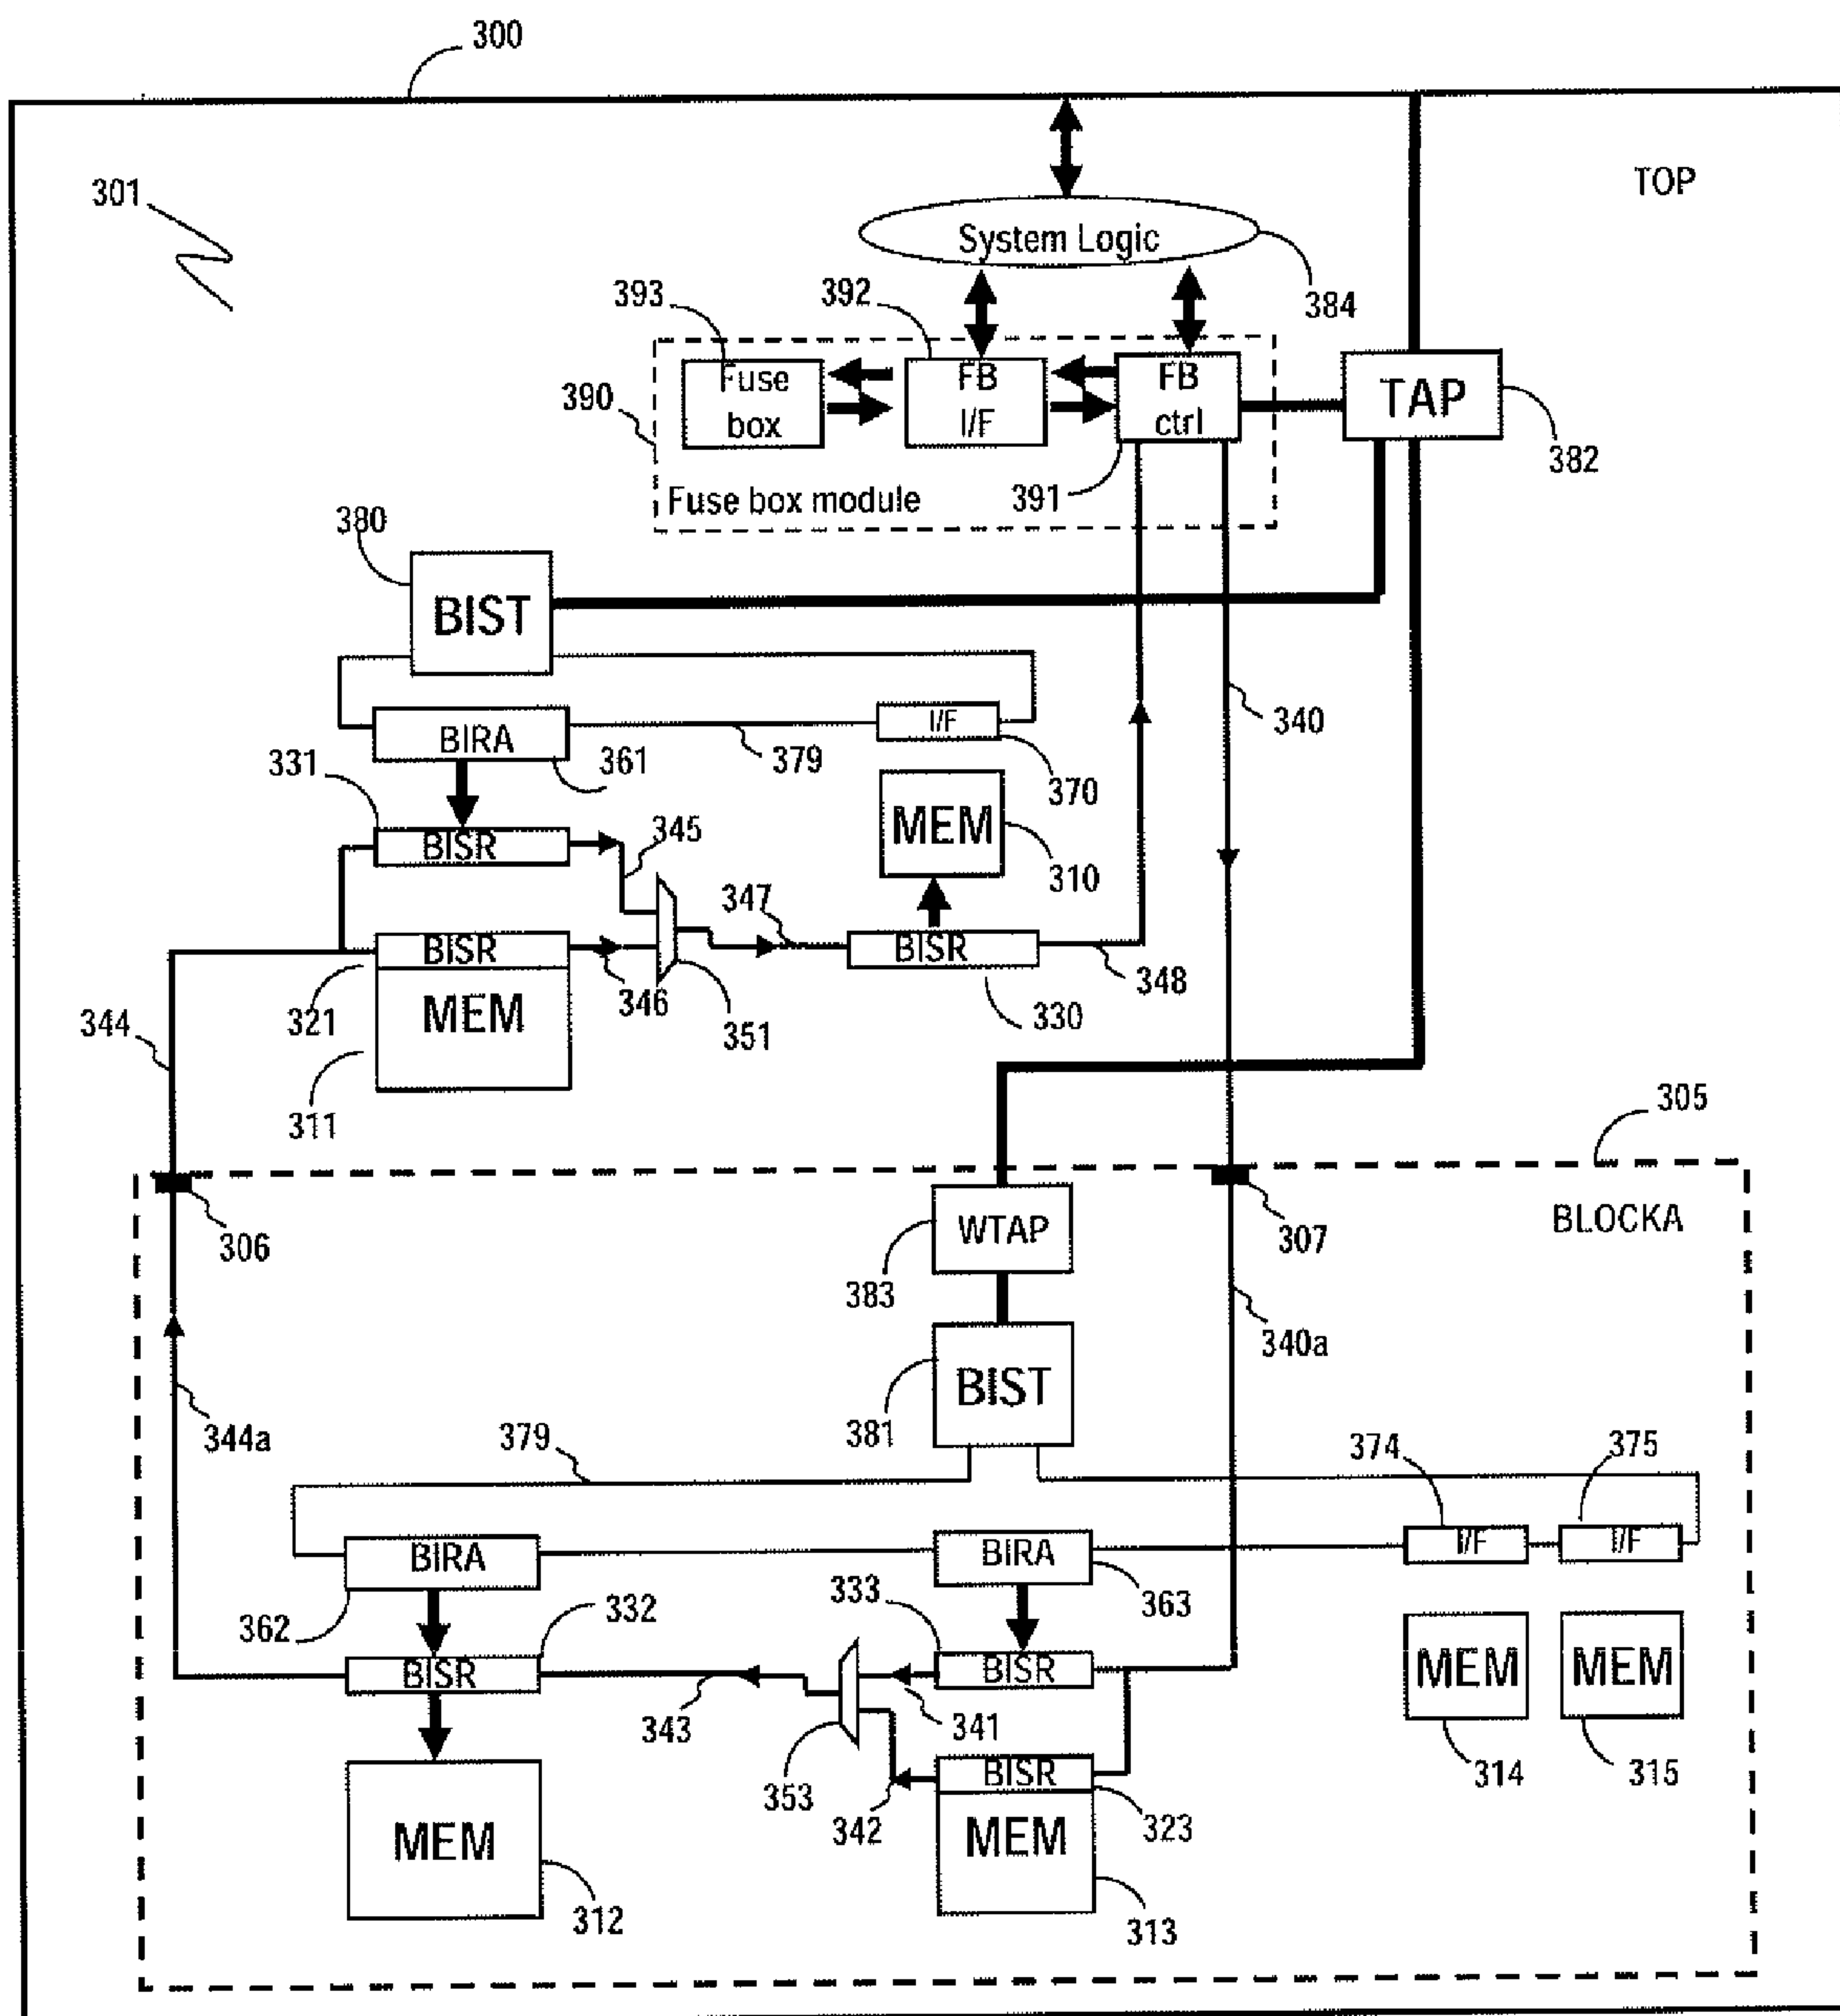 300
TOP
301
System Logic
384
393
392
390
Fuse
box
FB
I/F
FB
ctrl
TAP
382
391
Fuse box module
380
BIST
340
BIRA
I/F
361
379
370
331
MEM
BISR
345
310
347
BISR
BISR
348
346
321
MEM
351
330
344
311
305
306
WTAP
307
BLOCKA
383
340a
BIST
344a
379
381
374
375
BIRA
BIRA
I/F
I/F
333
363
362
332
BISR
BISR
MEM
MEM
343
341
353
BISR
314
315
342
323
MEM
MEM
312
313